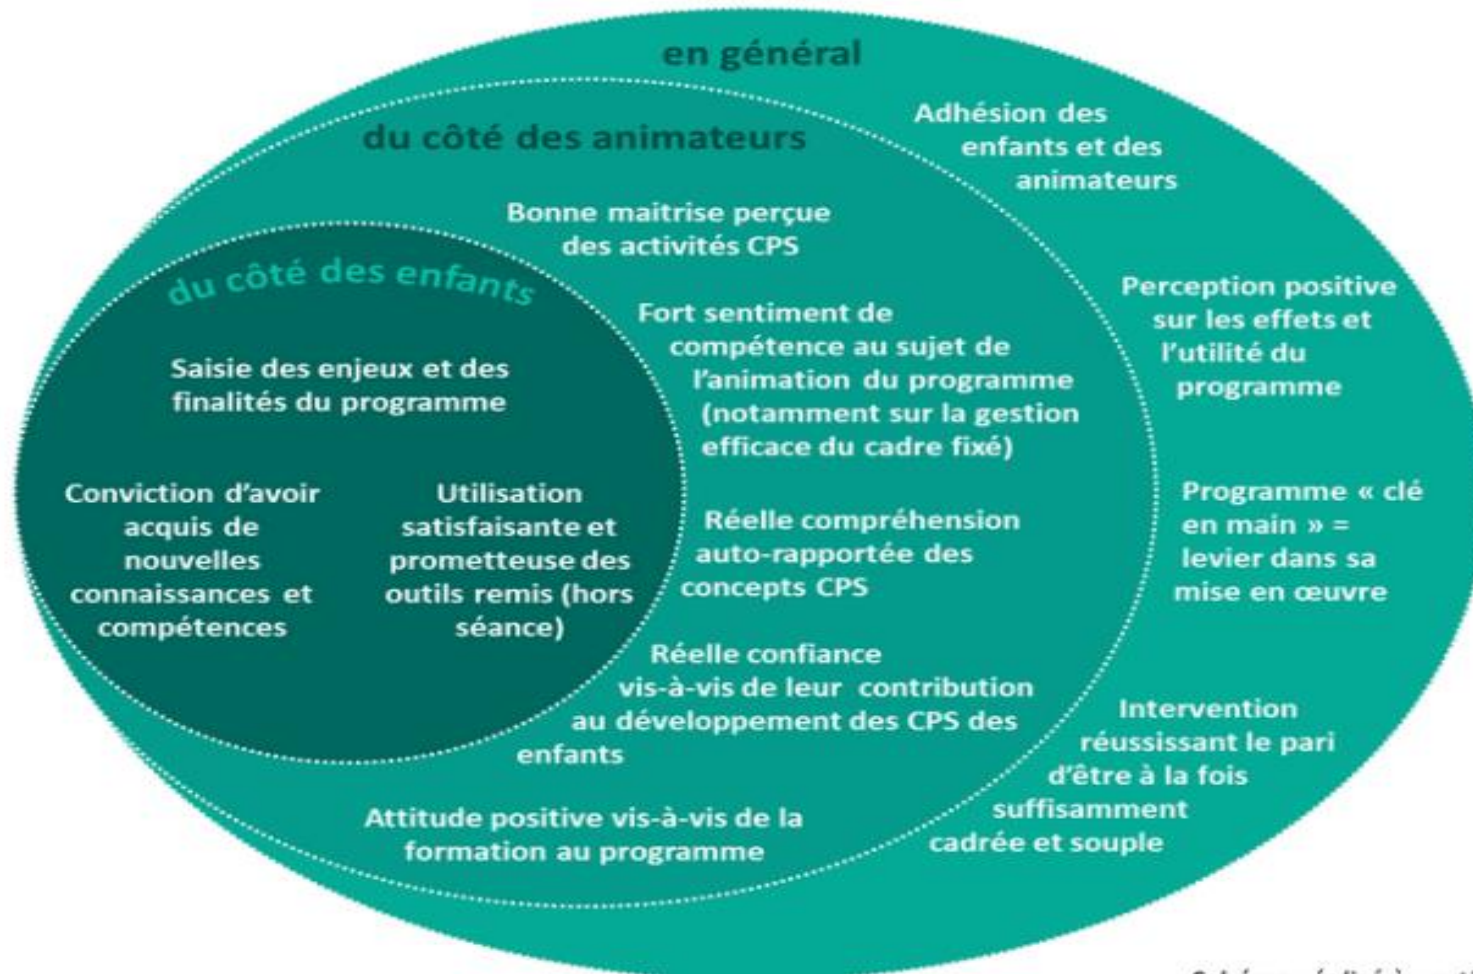 en général
Adhésion des
enfants et des
animateurs
Perception positive
sur les effets et
l'utilité du
programme
Programme « clé
en main » =
levier dans sa
mise en œuvre
Intervention
réussissant le pari
d'être à la fois
suffisamment
cadrée et souple
du côté des animateurs
Bonne maitrise perçue
des activités CPS
Fort sentiment de
compétence au sujet de
l'animation du programme
(notamment sur la gestion
efficace du cadre fixé)
Réelle compréhension
auto-rapportée des
concepts CPS
Réelle confiance
vis-à-vis de leur contribution
au développement des CPS des
enfants
Attitude positive vis-à-vis de la
formation au programme
du côté des enfants
Saisie des enjeux et des
finalités du programme
Conviction d'avoir
acquis de
nouvelles
connaissances et
compétences
Utilisation
satisfaisante et
prometteuse des
outils remis (hors
séance)